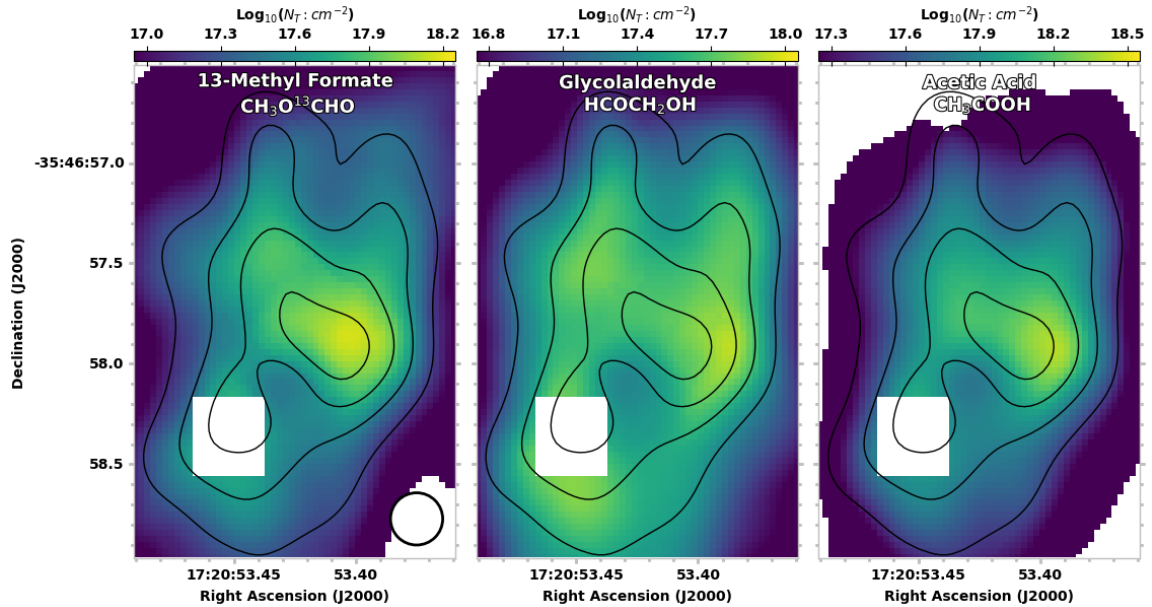 Log₁₀(N_T : cm⁻²) Log₁₀(N_T : cm⁻²) Log₁₀(N_T : cm⁻²)
17.0 17.3 17.6 17.9 18.2 16.8 17.1 17.4 17.7 18.0 17.3 17.6 17.9 18.2 18.5
13-Methyl Formate Glycolaldehyde Acetic Acid
CH₃O¹³CHO HCOCH₂OH CH₃COOH
-35:46:57.0
57.5
Declination (J2000)
58.0
58.5
17:20:53.45 53.40 17:20:53.45 53.40 17:20:53.45 53.40
Right Ascension (J2000) Right Ascension (J2000) Right Ascension (J2000)